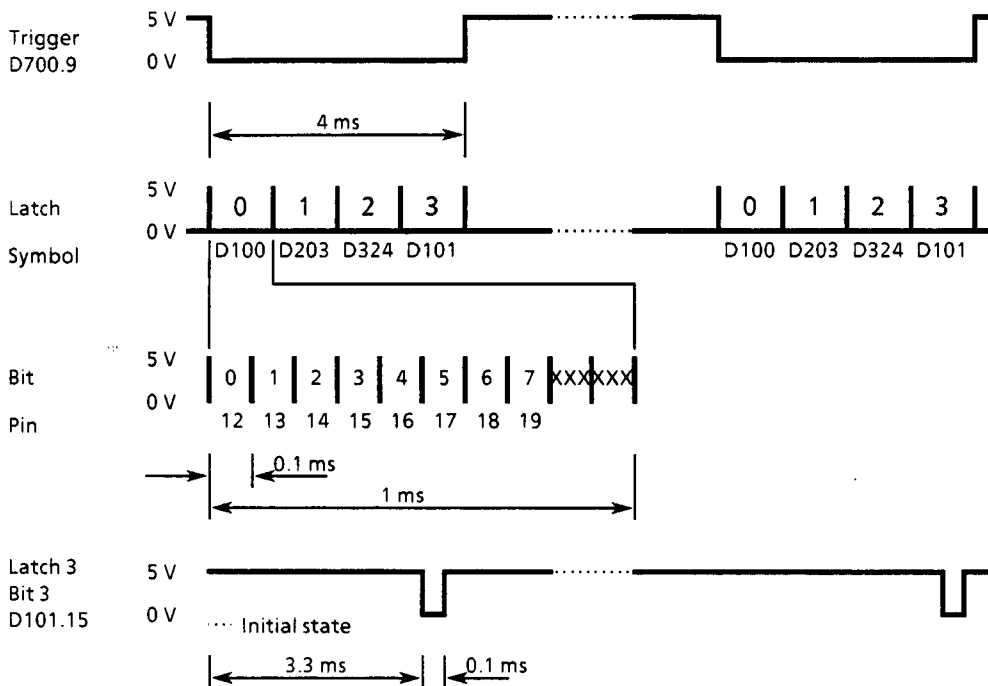 5 V
Trigger
D700.9
0 V
4 ms
5 V
Latch 0 1 2 3 0 1 2 3
0 V
Symbol D100 D203 D324 D101 D100 D203 D324 D101
5 V
Bit 0 1 2 3 4 5 6 7 XXX XXX
0 V
Pin 12 13 14 15 16 17 18 19
0.1 ms
1 ms
Latch 3 5 V
Bit 3
D101.15 0 V
.... Initial state
3.3 ms 0.1 ms